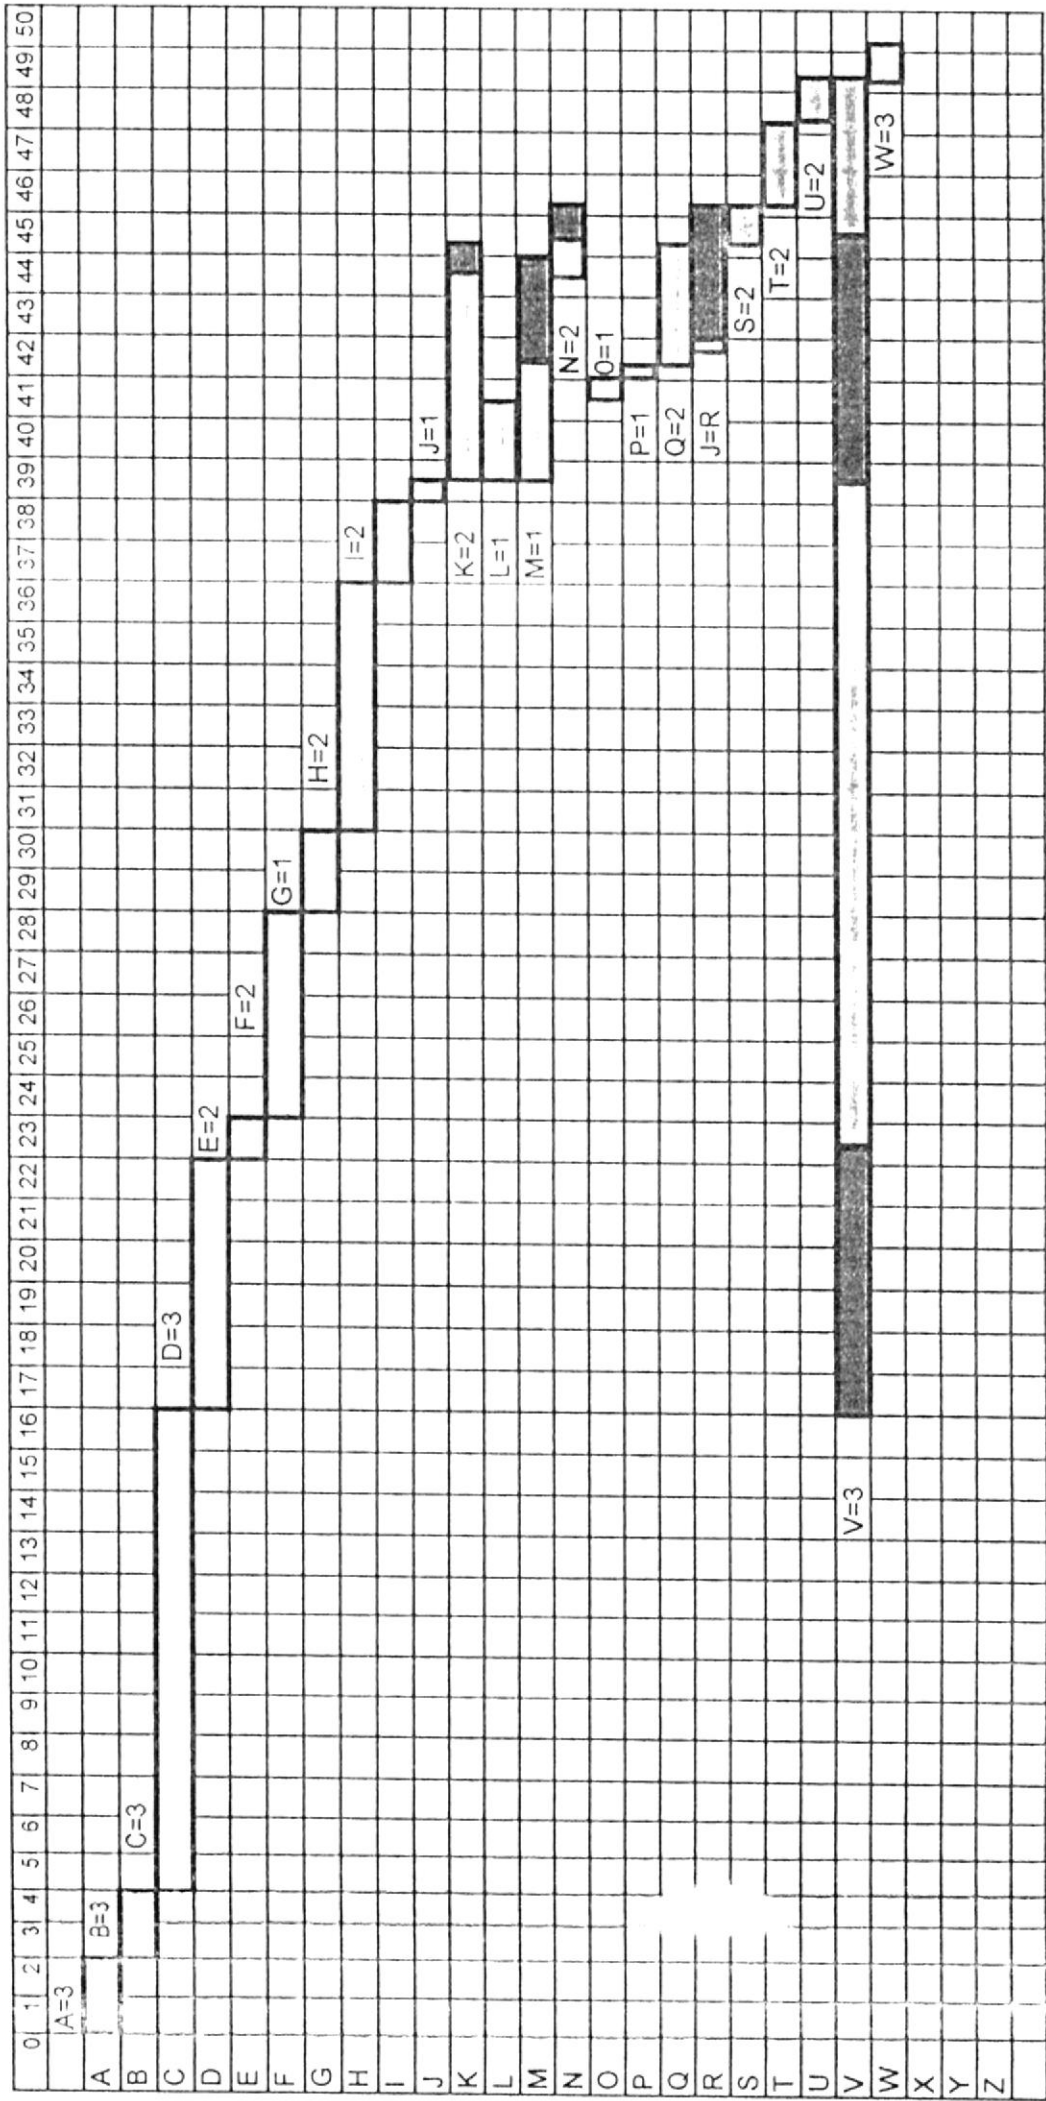 0 1 2 3 4 5 6 7 8 9 10 11 12 13 14 15 16 17 18 19 20 21 22 23 24 25 26 27 28 29 30 31 32 33 34 35 36 37 38 39 40 41 42 43 44 45 46 47 48 49 50
A=3
A B=3
B C=3
C D=3
D E=2
E F=2
F G=1
G H=2
H I=2
I
J J=1
K K=2
L L=1
M M=1
N N=2
O O=1
P P=1
Q Q=2
R J=R
S S=2
T T=2
U U=2
V V=3
W W=3
X
Y
Z